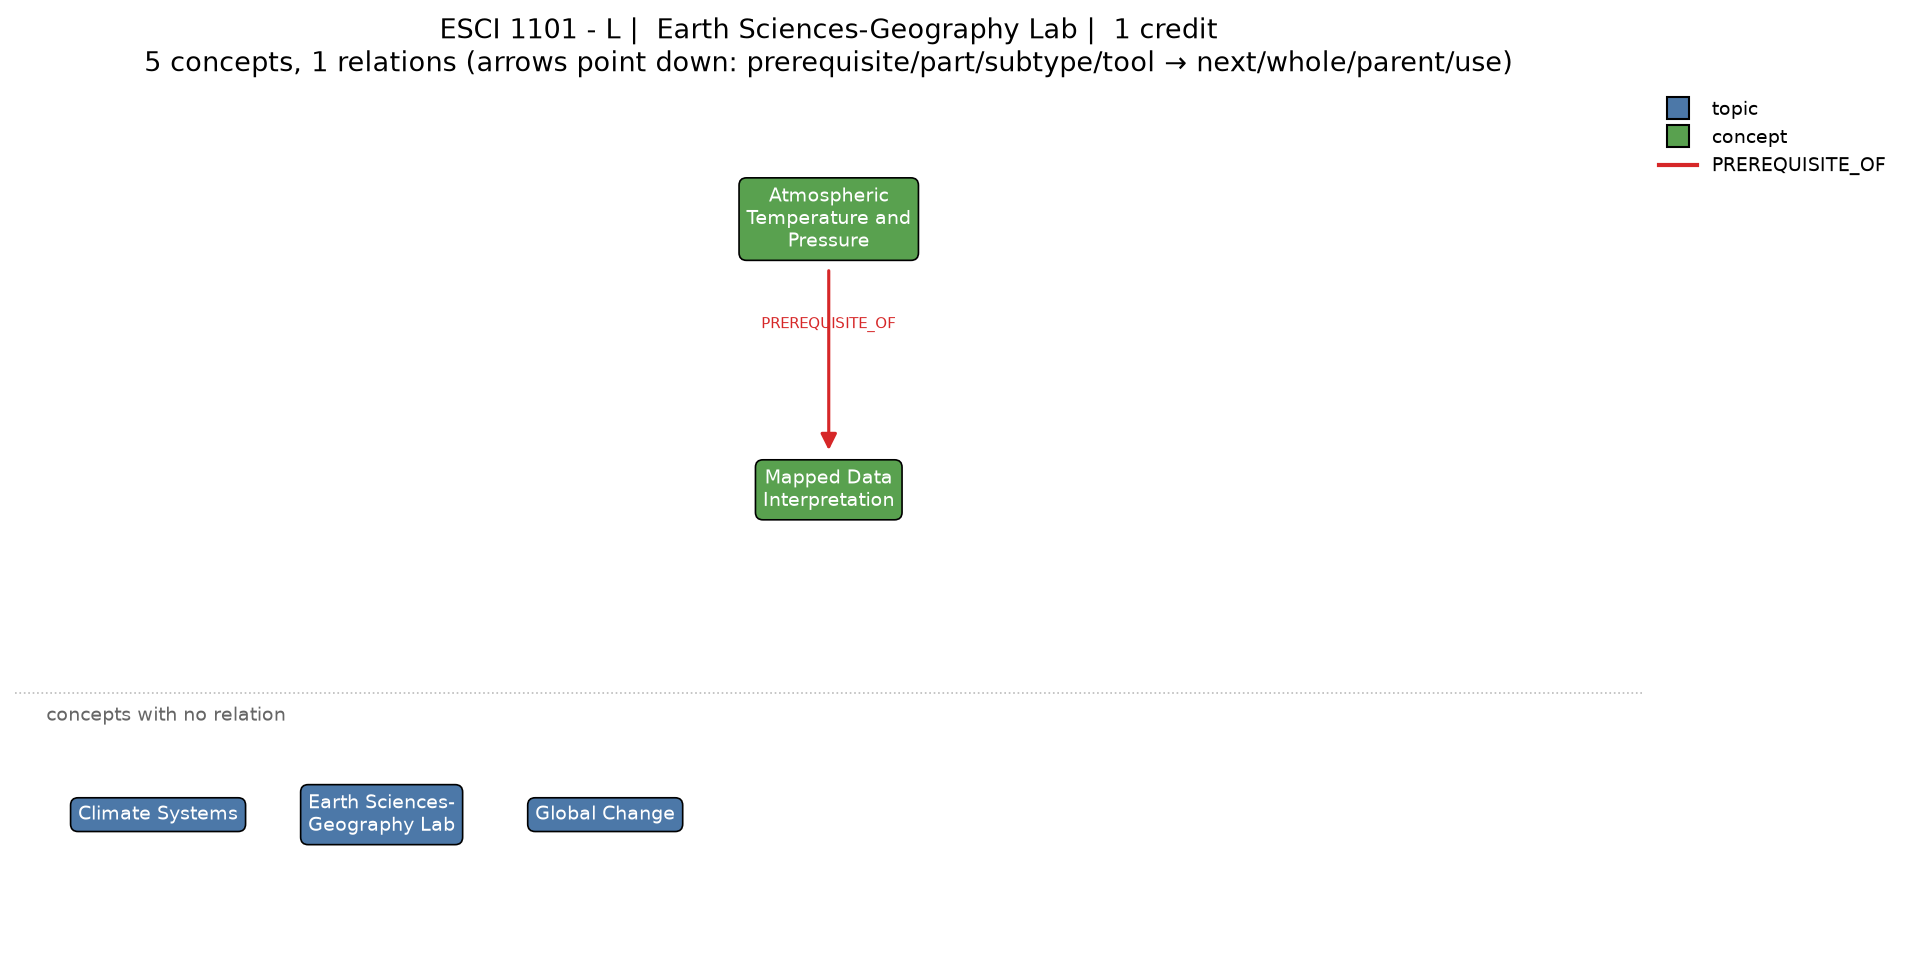 ESCI 1101 - L |  Earth Sciences-Geography Lab |  1 credit
5 concepts, 1 relations (arrows point down: prerequisite/part/subtype/tool → next/whole/parent/use)
topic
concept
PREREQUISITE_OF
Atmospheric
Temperature and
Pressure
PREREQUISITE_OF
Mapped Data
Interpretation
concepts with no relation
Climate Systems
Earth Sciences-
Geography Lab
Global Change